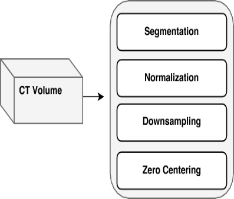 CT Volume
Segmentation
Normalization
Downsampling
Zero Centering